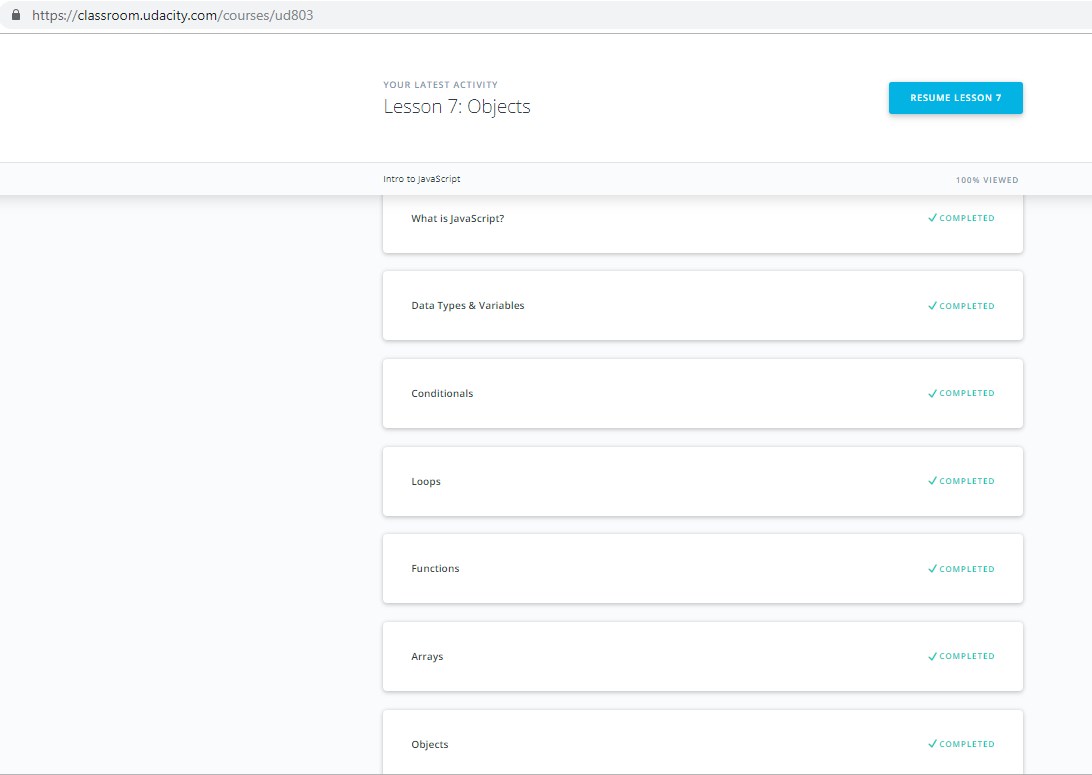 https://classroom.udacity.com/courses/ud803
YOUR LATEST ACTIVITY
Lesson 7: Objects
RESUME LESSON 7
Intro to JavaScript
100% VIEWED
What is JavaScript?
✓ COMPLETED
Data Types & Variables
✓ COMPLETED
Conditionals
✓ COMPLETED
Loops
✓ COMPLETED
Functions
✓ COMPLETED
Arrays
✓ COMPLETED
Objects
✓ COMPLETED